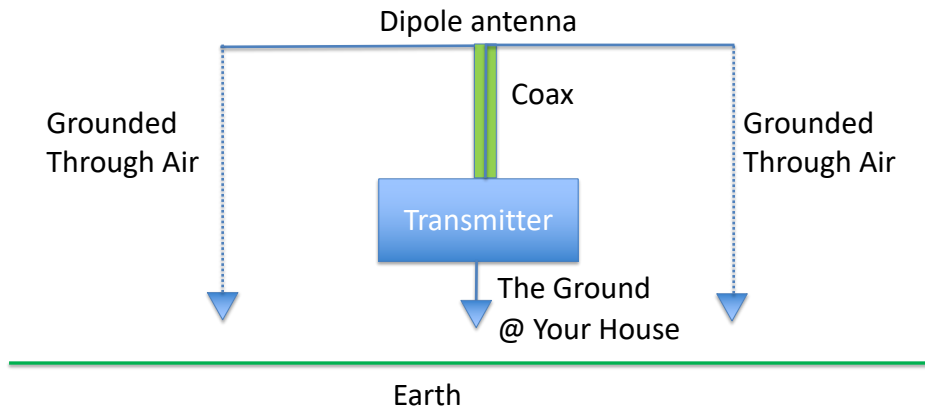 Dipole antenna
Coax
Grounded
Through Air
Grounded
Through Air
Transmitter
The Ground
@ Your House
Earth